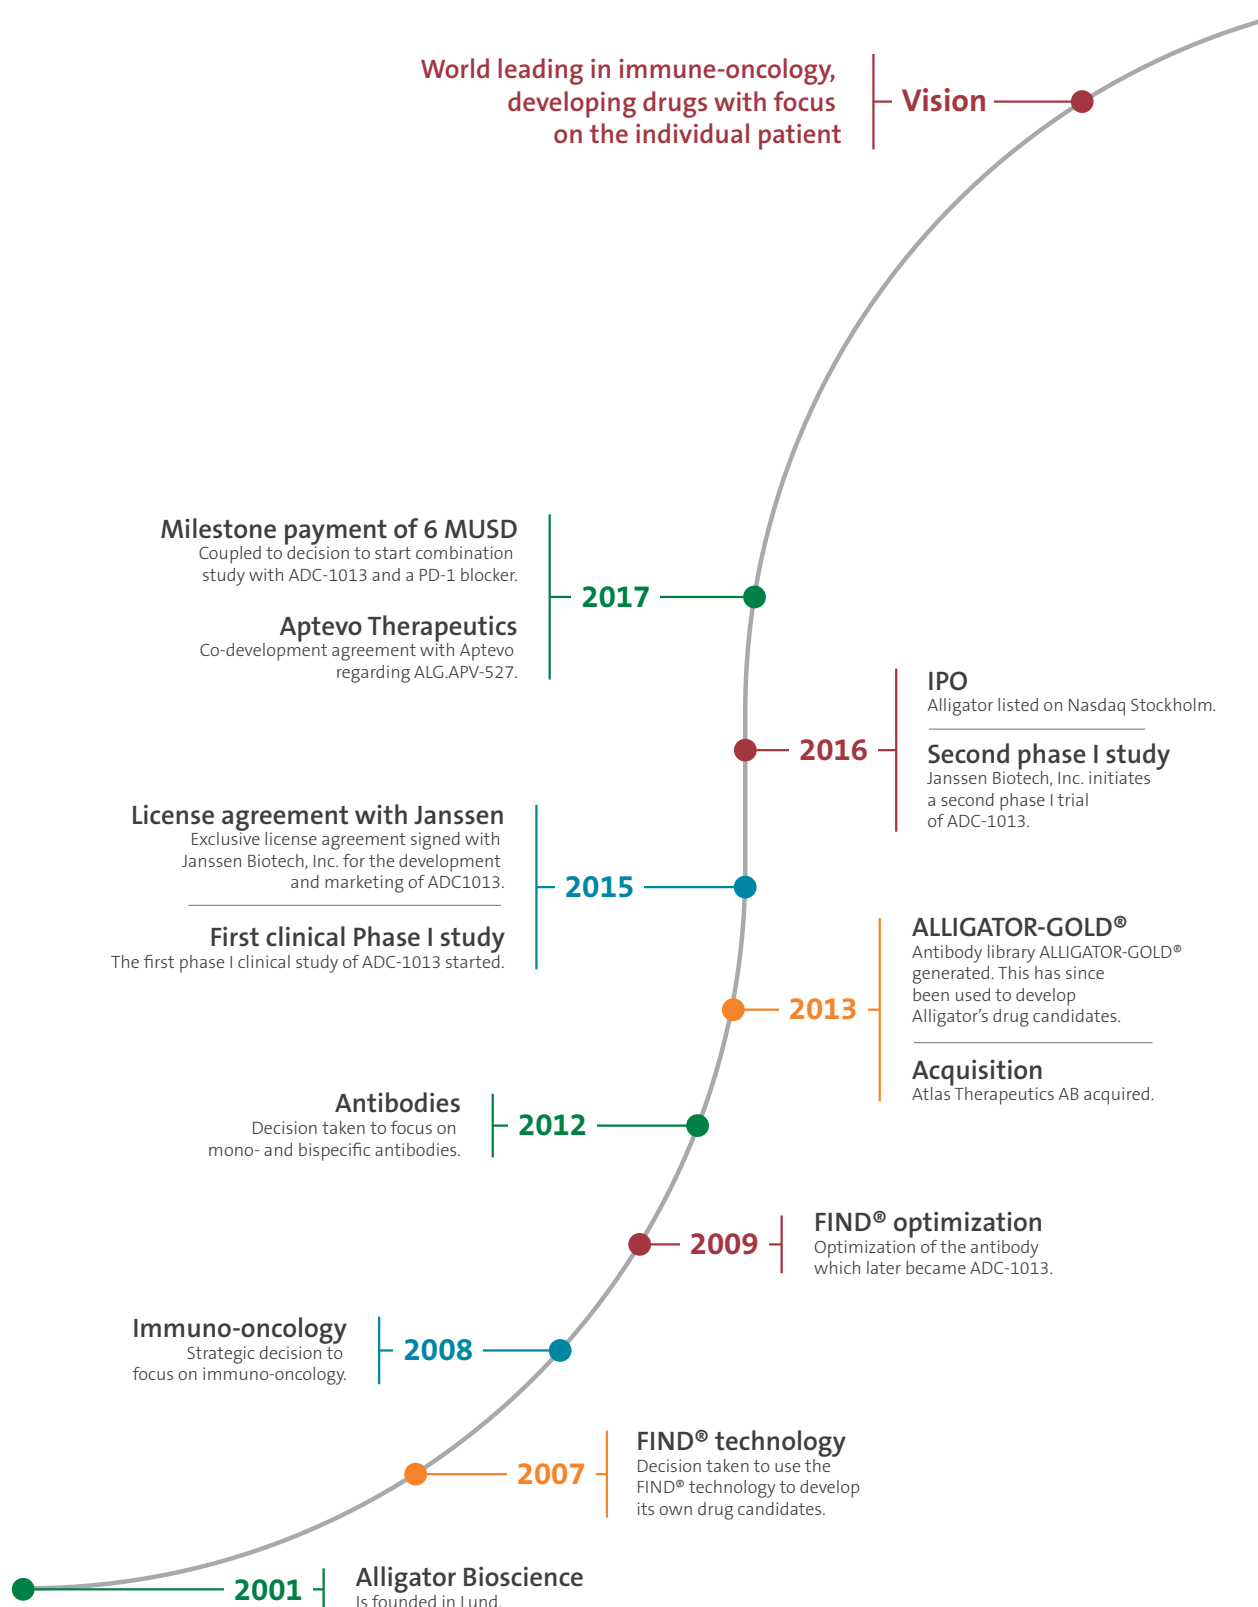 World leading in immune-oncology,
developing drugs with focus
on the individual patient
Vision
Milestone payment of 6 MUSD
Coupled to decision to start combination
study with ADC-1013 and a PD-1 blocker.
Aptevo Therapeutics
Co-development agreement with Aptevo
regarding ALG.APV-527.
2017
2016
IPO
Alligator listed on Nasdaq Stockholm.
Second phase I study
Janssen Biotech, Inc. initiates
a second phase I trial
of ADC-1013.
License agreement with Janssen
Exclusive license agreement signed with
Janssen Biotech, Inc. for the development
and marketing of ADC1013.
First clinical Phase I study
The first phase I clinical study of ADC-1013 started.
2015
2013
ALLIGATOR-GOLD®
Antibody library ALLIGATOR-GOLD®
generated. This has since
been used to develop
Alligator’s drug candidates.
Acquisition
Atlas Therapeutics AB acquired.
Antibodies
Decision taken to focus on
mono- and bispecific antibodies.
2012
2009
FIND® optimization
Optimization of the antibody
which later became ADC-1013.
Immuno-oncology
Strategic decision to
focus on immuno-oncology.
2008
2007
FIND® technology
Decision taken to use the
FIND® technology to develop
its own drug candidates.
2001
Alligator Bioscience
Is founded in Lund.